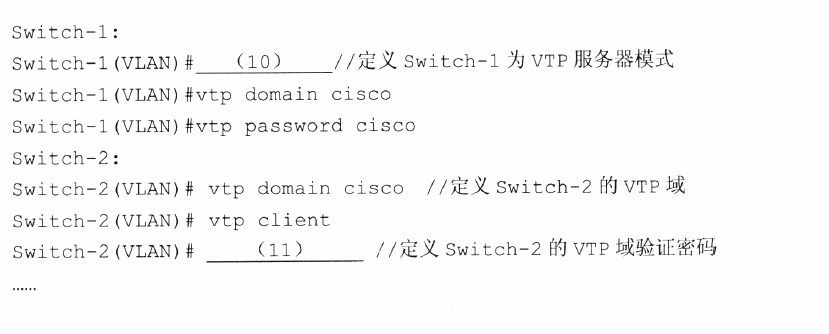 Switch-1:
Switch-1(VLAN)# （10） //定义 Switch-1 为 VTP 服务器模式
Switch-1(VLAN)#vtp domain cisco
Switch-1(VLAN)#vtp password cisco
Switch-2:
Switch-2(VLAN)# vtp domain cisco //定义 Switch-2 的 VTP 域
Switch-2(VLAN)# vtp client
Switch-2(VLAN)# （11） //定义 Switch-2 的 VTP 域验证密码
……